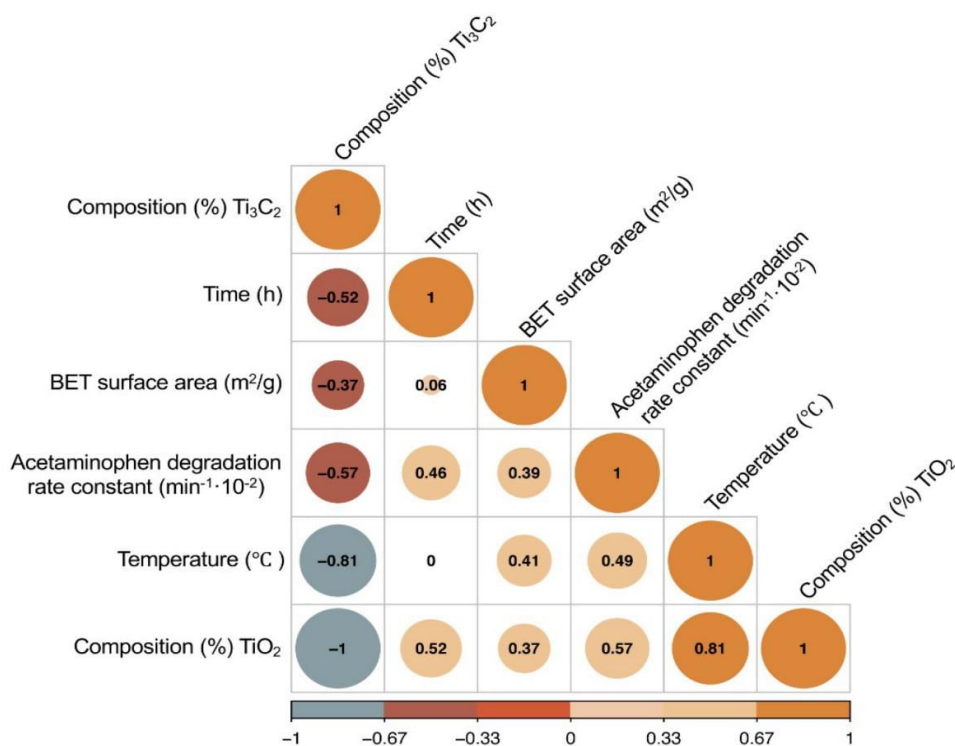 Composition (%) Ti₃C₂
Time (h)
BET surface area (m²/g)
Acetaminophen degradation
rate constant (min⁻¹·10⁻²)
Temperature (°C)
Composition (%) TiO₂
Composition (%) Ti₃C₂
1
Time (h)
−0.52
1
BET surface area (m²/g)
−0.37
0.06
1
Acetaminophen degradation
rate constant (min⁻¹·10⁻²)
−0.57
0.46
0.39
1
Temperature (°C)
−0.81
0
0.41
0.49
1
Composition (%) TiO₂
−1
0.52
0.37
0.57
0.81
1
−1
−0.67
−0.33
0
0.33
0.67
1